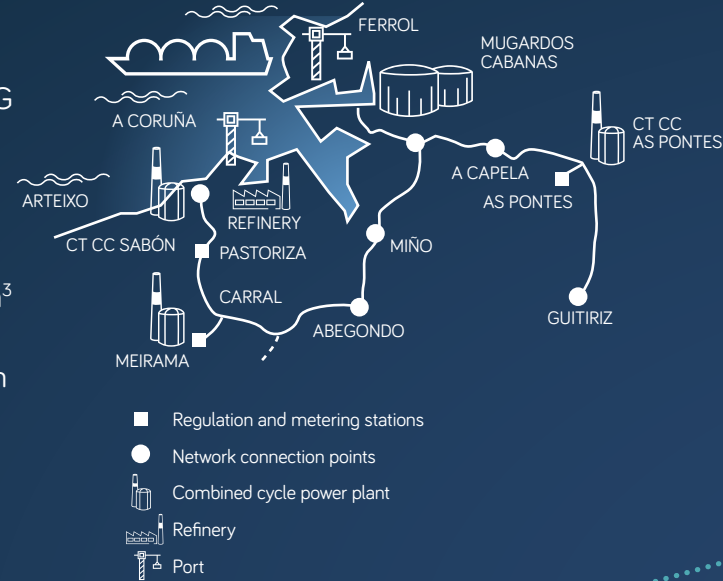 FERROL
MUGARDOS
CABANAS
G
A CORUÑA
CT CC
AS PONTES
A CAPELA
AS PONTES
ARTEIXO
REFINERY
CT CC SABÓN
PASTORIZA
MIÑO
3
CARRAL
GUITIRIZ
ABEGONDO
MEIRAMA
n
Regulation and metering stations
Network connection points
Combined cycle power plant
Refinery
Port